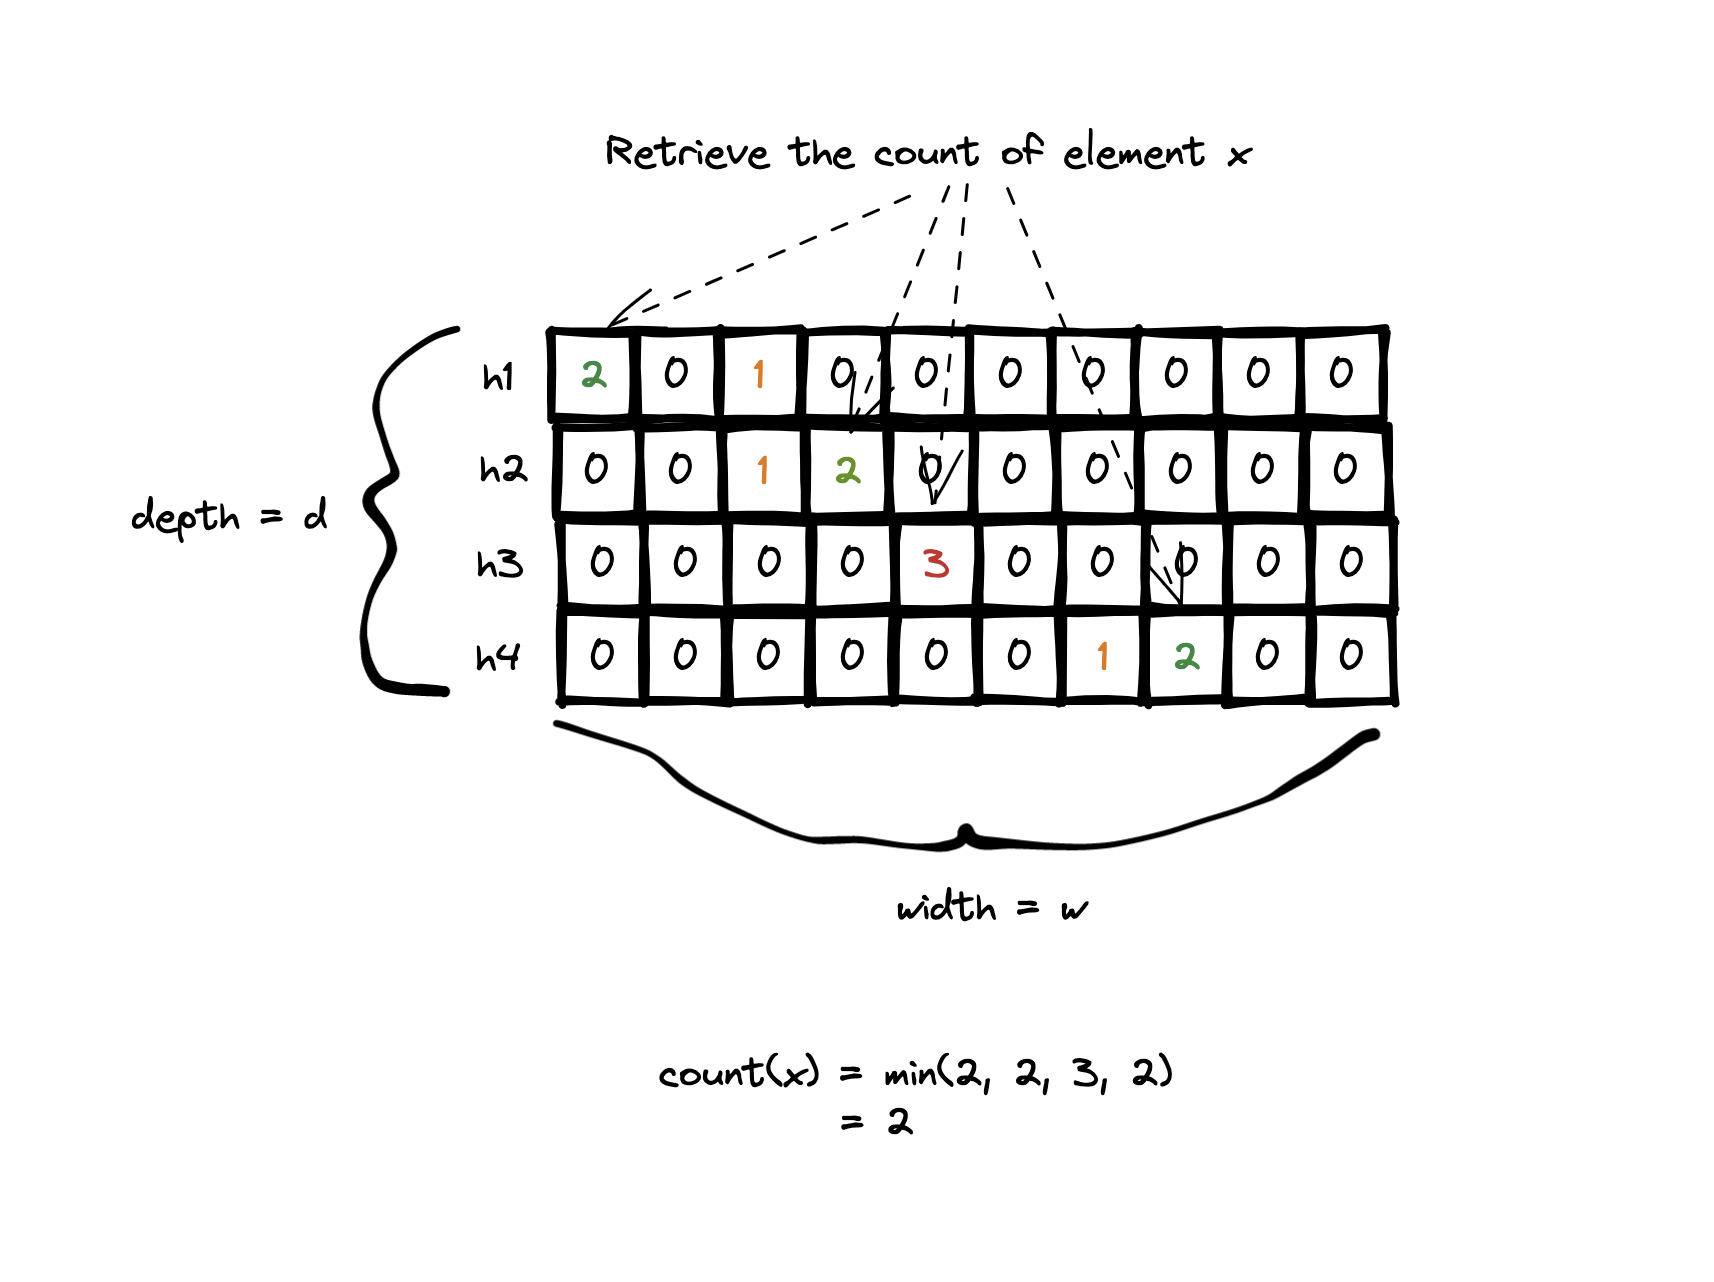 Retrieve the count of element x
h1 2 0 1 0 0 0 0 0 0 0
h2 0 0 1 2 0 0 0 0 0 0
depth = d
h3 0 0 0 0 3 0 0 0 0 0
h4 0 0 0 0 0 0 1 2 0 0
width = w
count(x) = min(2, 2, 3, 2)
= 2